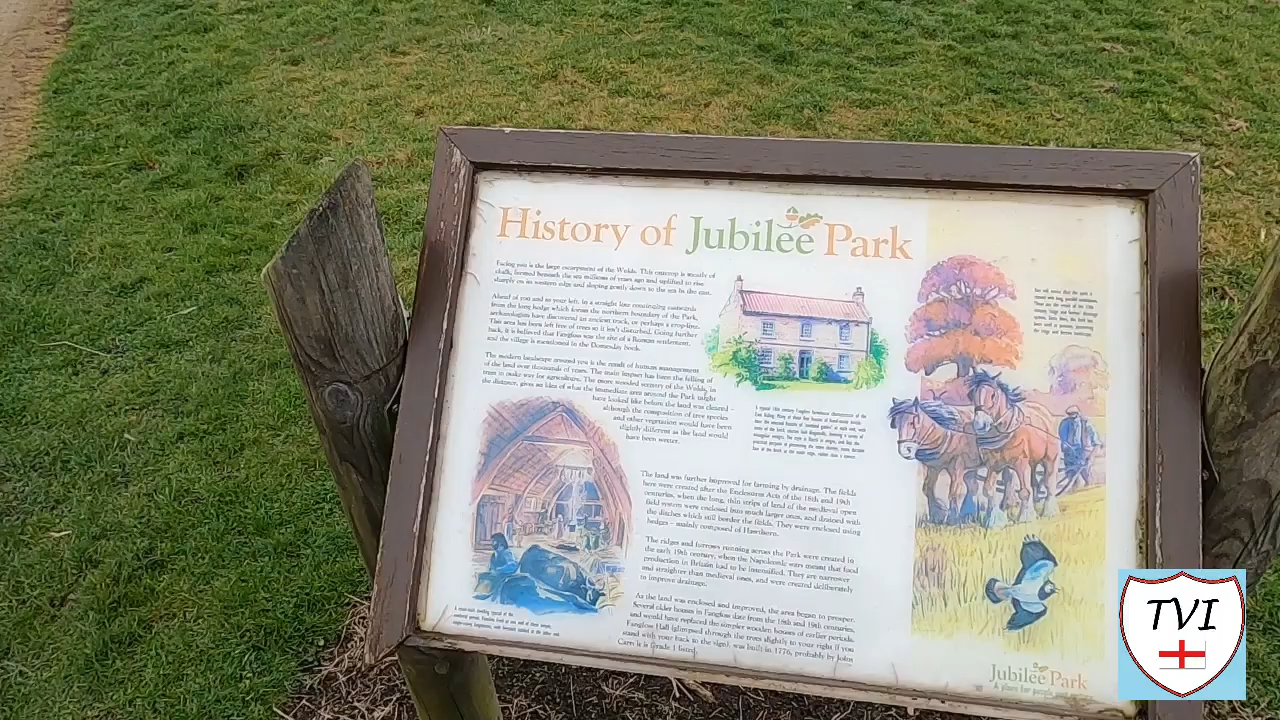 History of Jubilee Park
Facing you is the large escarpment of the Wolds. This outcrop is mostly of
chalk, formed beneath the sea millions of years ago and uplifted to rise
sharply on its western edge and sloping gently down to the sea in the east.
Ahead of you and to your left, in a straight line continuing eastwards
from the long hedge which forms the northern boundary of the Park,
archaeologists have discovered an ancient track, or perhaps a crop-line.
This area has been left free of trees so it isn't disturbed. Going further
back, it is believed that Fangfoss was the site of a Roman settlement,
and the village is mentioned in the Domesday book.
The modern landscape around you is the result of human management
of the land over thousands of years. The main impact has been the felling of
trees to make way for agriculture. The more wooded scenery of the Wolds, in
the distance, gives an idea of what the immediate area around the Park might
have looked like before the land was cleared –
although the composition of tree species
and other vegetation would have been
slightly different as the land would
have been wetter.
The land was further improved for farming by drainage. The fields
here were created after the Enclosures Acts of the 18th and 19th
centuries, when the long, thin strips of land of the medieval open
field system were enclosed into much larger ones, and drained with
the ditches which still border the fields. They were enclosed using
hedges – mainly composed of Hawthorn.
The ridges and furrows running across the Park were created in
the early 19th century, when the Napoleonic wars meant that food
production in Britain had to be intensified. They are narrower
and straighter than medieval ones, and were created deliberately
to improve drainage.
As the land was enclosed and improved, the area began to prosper.
Several older houses in Fangfoss date from the 18th and 19th centuries,
and would have replaced the simpler wooden houses of earlier periods.
Fangfoss Hall (glimpsed through the trees slightly to your right if you
stand with your back to the sign), was built in 1776, probably by John
Carr; it is Grade 1 listed.
Jubilee Park
A place for people and
TVI